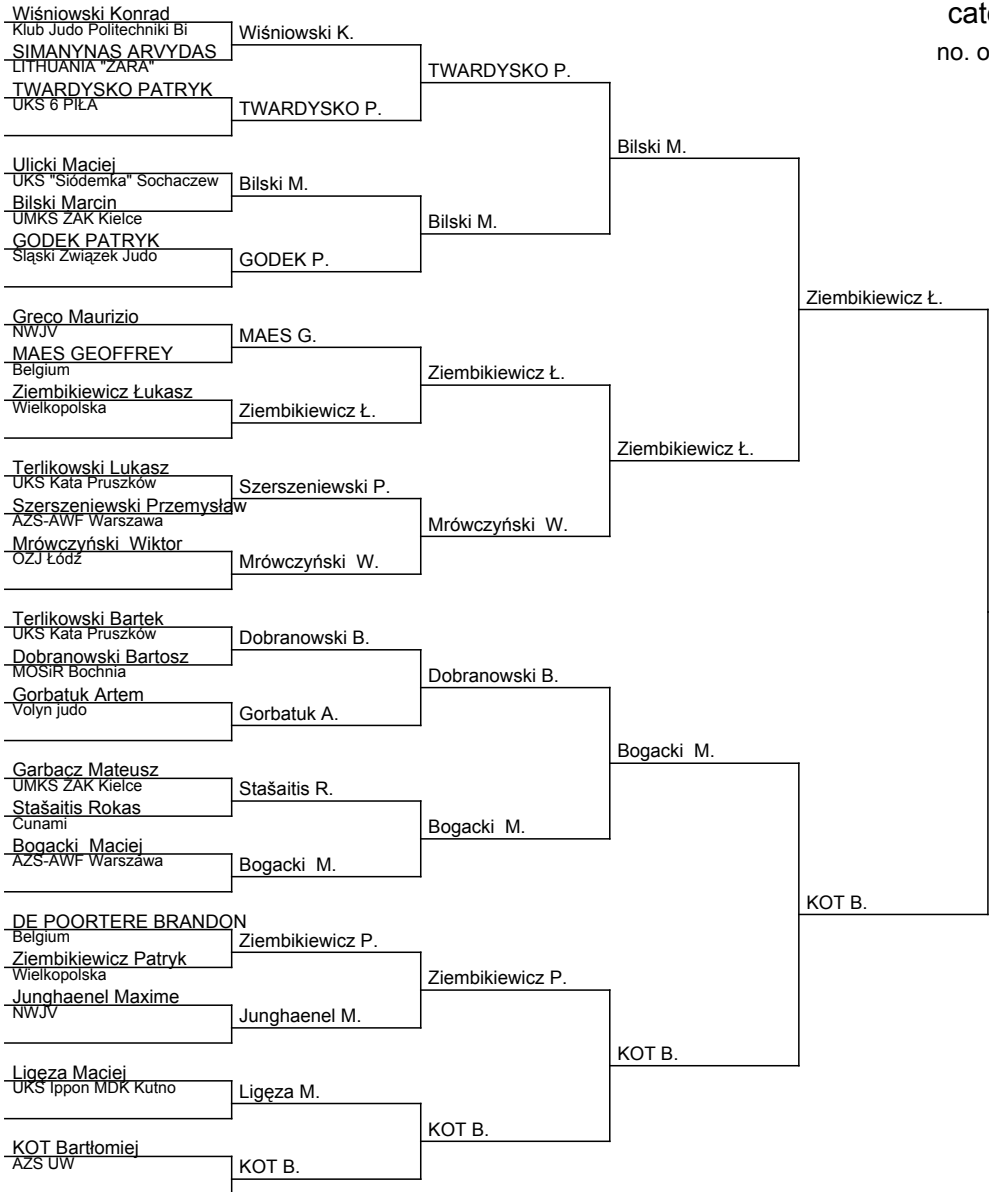 Wiśniowski Konrad
Klub Judo Politechniki Bi
SIMANYNAS ARVYDAS
LITHUANIA "ZARA"
TWARDYSKO PATRYK
UKS 6 PIŁA
Ulicki Maciej
UKS "Siódemka" Sochaczew
Bilski Marcin
UMKS ŻAK Kielce
GODEK PATRYK
Śląski Związek Judo
Greco Maurizio
NWJV
MAES GEOFFREY
Belgium
Ziembikiewicz Łukasz
Wielkopolska
Terlikowski Lukasz
UKS Kata Pruszków
Szerszeniewski Przemysław
AZS-AWF Warszawa
Mrówczyński Wiktor
OZJ Łódź
Terlikowski Bartek
UKS Kata Pruszków
Dobranowski Bartosz
MOSiR Bochnia
Gorbatuk Artem
Volyn judo
Garbacz Mateusz
UMKS ŻAK Kielce
Stašaitis Rokas
Cunami
Bogacki Maciej
AZS-AWF Warszawa
DE POORTERE BRANDON
Belgium
Ziembikiewicz Patryk
Wielkopolska
Junghaenel Maxime
NWJV
Ligęza Maciej
UKS Ippon MDK Kutno
KOT Bartłomiej
AZS UW
Wiśniowski K.
TWARDYSKO P.
Bilski M.
GODEK P.
MAES G.
Ziembikiewicz Ł.
Szerszeniewski P.
Mrówczyński W.
Dobranowski B.
Gorbatuk A.
Stašaitis R.
Bogacki M.
Ziembikiewicz P.
Junghaenel M.
Ligęza M.
KOT B.
TWARDYSKO P.
Bilski M.
Ziembikiewicz Ł.
Mrówczyński W.
Dobranowski B.
Bogacki M.
Ziembikiewicz P.
KOT B.
Bilski M.
Ziembikiewicz Ł.
Bogacki M.
KOT B.
Ziembikiewicz Ł.
KOT B.
no. o